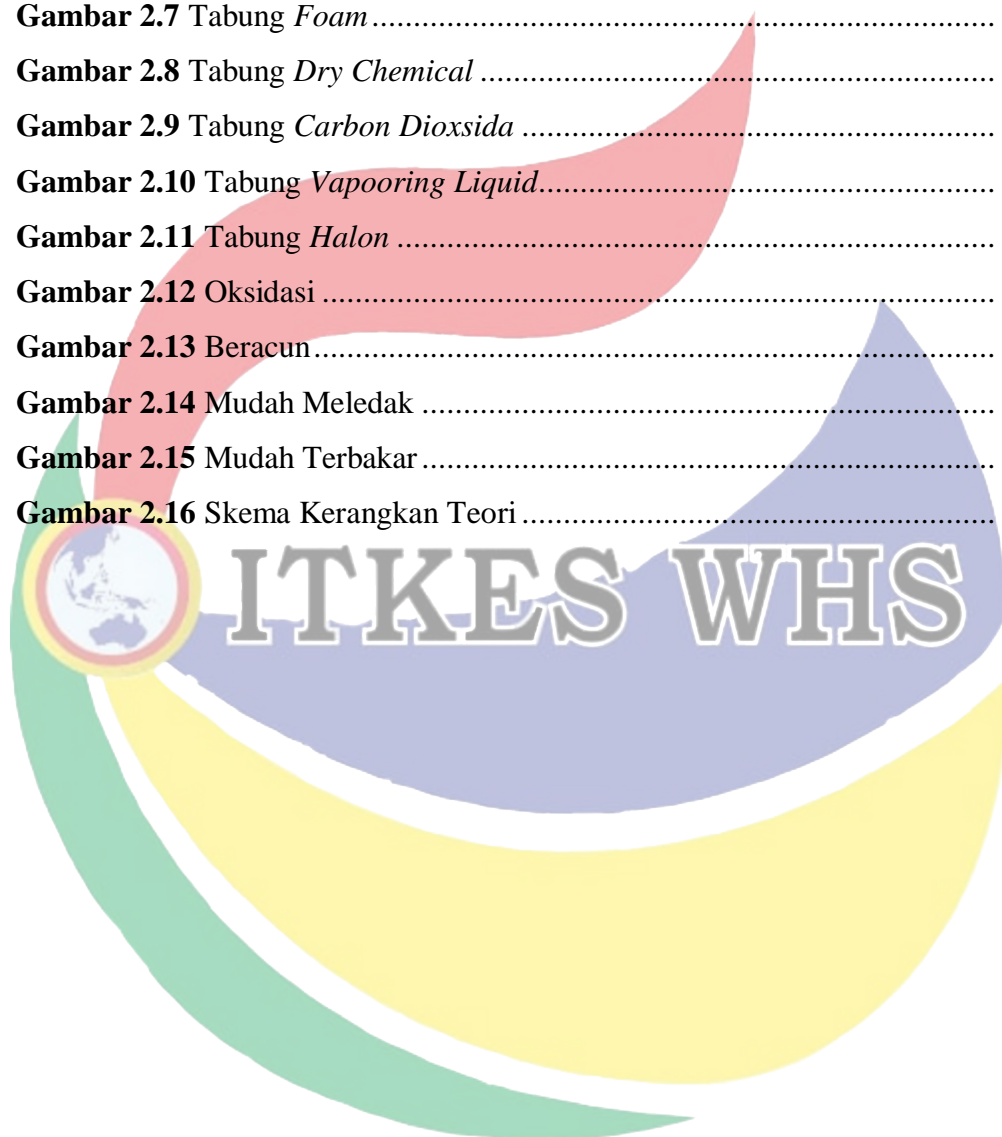 Gambar 2.7 Tabung Foam ........................................................................................
Gambar 2.8 Tabung Dry Chemical ........................................................................
Gambar 2.9 Tabung Carbon Dioxsida ..................................................................
Gambar 2.10 Tabung Vapooring Liquid................................................................
Gambar 2.11 Tabung Halon ....................................................................................
Gambar 2.12 Oksidasi ...............................................................................................
Gambar 2.13 Beracun................................................................................................
Gambar 2.14 Mudah Meledak .................................................................................
Gambar 2.15 Mudah Terbakar .................................................................................
Gambar 2.16 Skema Kerangkan Teori ...................................................................
ITKES WHS